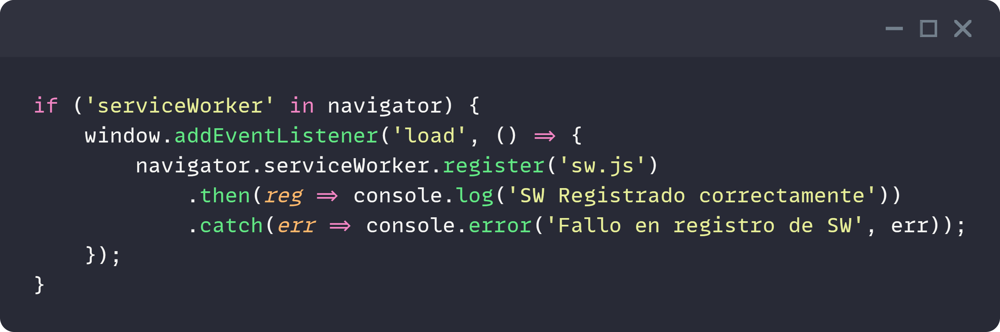 if ('serviceWorker' in navigator) {
    window.addEventListener('load', () => {
        navigator.serviceWorker.register('sw.js')
            .then(reg => console.log('SW Registrado correctamente'))
            .catch(err => console.error('Fallo en registro de SW', err));
    });
}